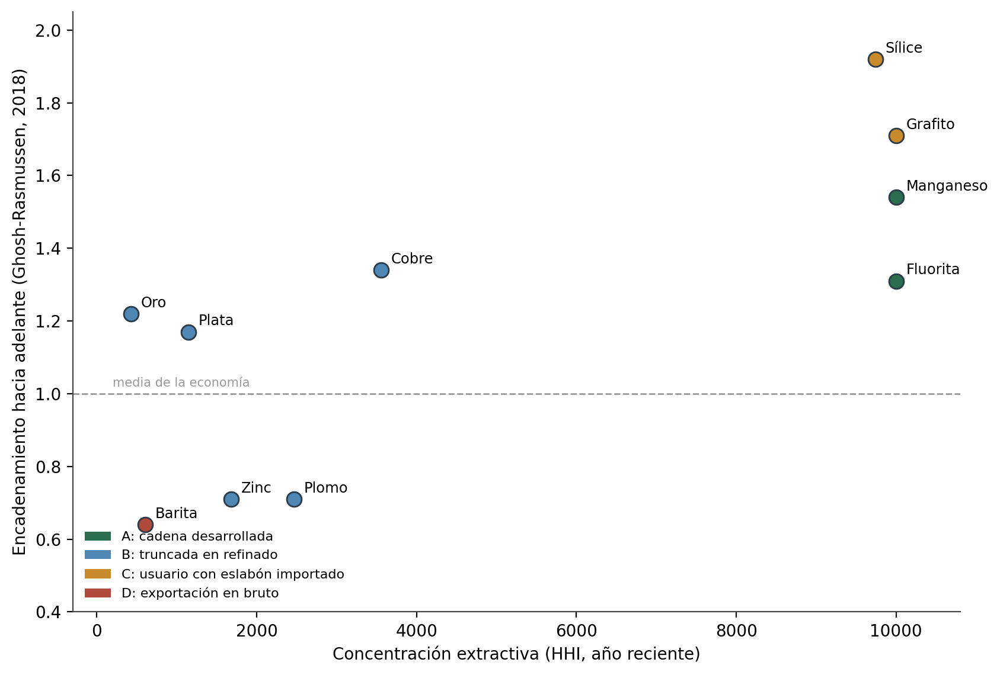 Encadenamiento hacia adelante (Ghosh-Rasmussen, 2018)
2.0
1.8
1.6
1.4
1.2
1.0
0.8
0.6
0.4
Sílice
Grafito
Manganeso
Cobre
Fluorita
Oro
Plata
media de la economía
Zinc
Plomo
Barita
A: cadena desarrollada
B: truncada en refinado
C: usuario con eslabón importado
D: exportación en bruto
0
2000
4000
6000
8000
10000
Concentración extractiva (HHI, año reciente)